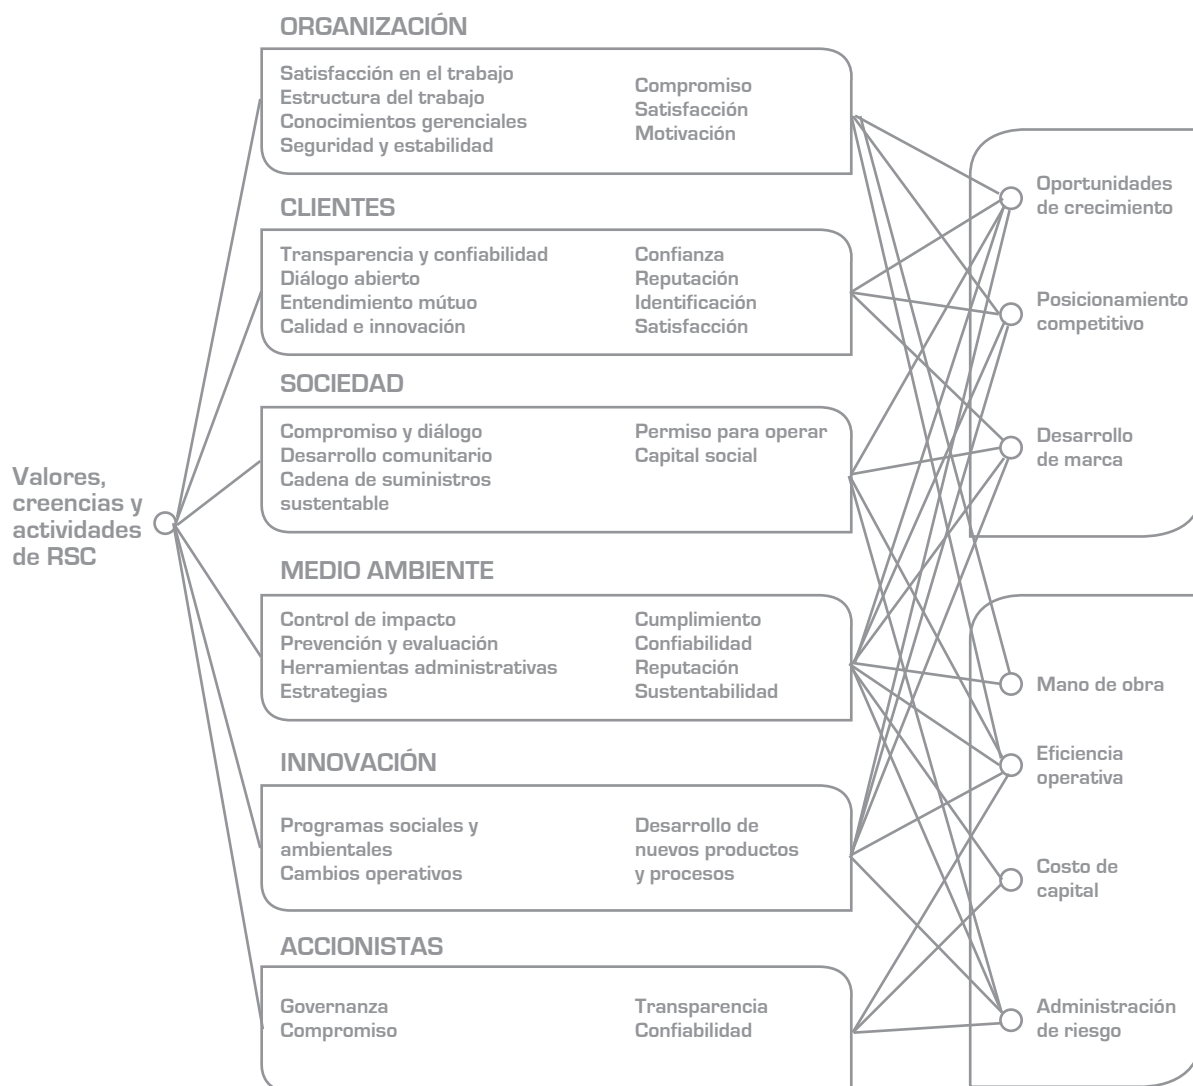 Valores,
creencias y
actividades
de RSC
ORGANIZACIÓN
Satisfacción en el trabajo
Estructura del trabajo
Conocimientos gerenciales
Seguridad y estabilidad
Compromiso
Satisfacción
Motivación
CLIENTES
Transparencia y confiabilidad
Diálogo abierto
Entendimiento mútuo
Calidad e innovación
Confianza
Reputación
Identificación
Satisfacción
SOCIEDAD
Compromiso y diálogo
Desarrollo comunitario
Cadena de suministros
sustentable
Permiso para operar
Capital social
MEDIO AMBIENTE
Control de impacto
Prevención y evaluación
Herramientas administrativas
Estrategias
Cumplimiento
Confiabilidad
Reputación
Sustentabilidad
INNOVACIÓN
Programas sociales y
ambientales
Cambios operativos
Desarrollo de
nuevos productos
y procesos
ACCIONISTAS
Governanza
Compromiso
Transparencia
Confiabilidad
Oportunidades
de crecimiento
Posicionamiento
competitivo
Desarrollo
de marca
Mano de obra
Eficiencia
operativa
Costo de
capital
Administración
de riesgo